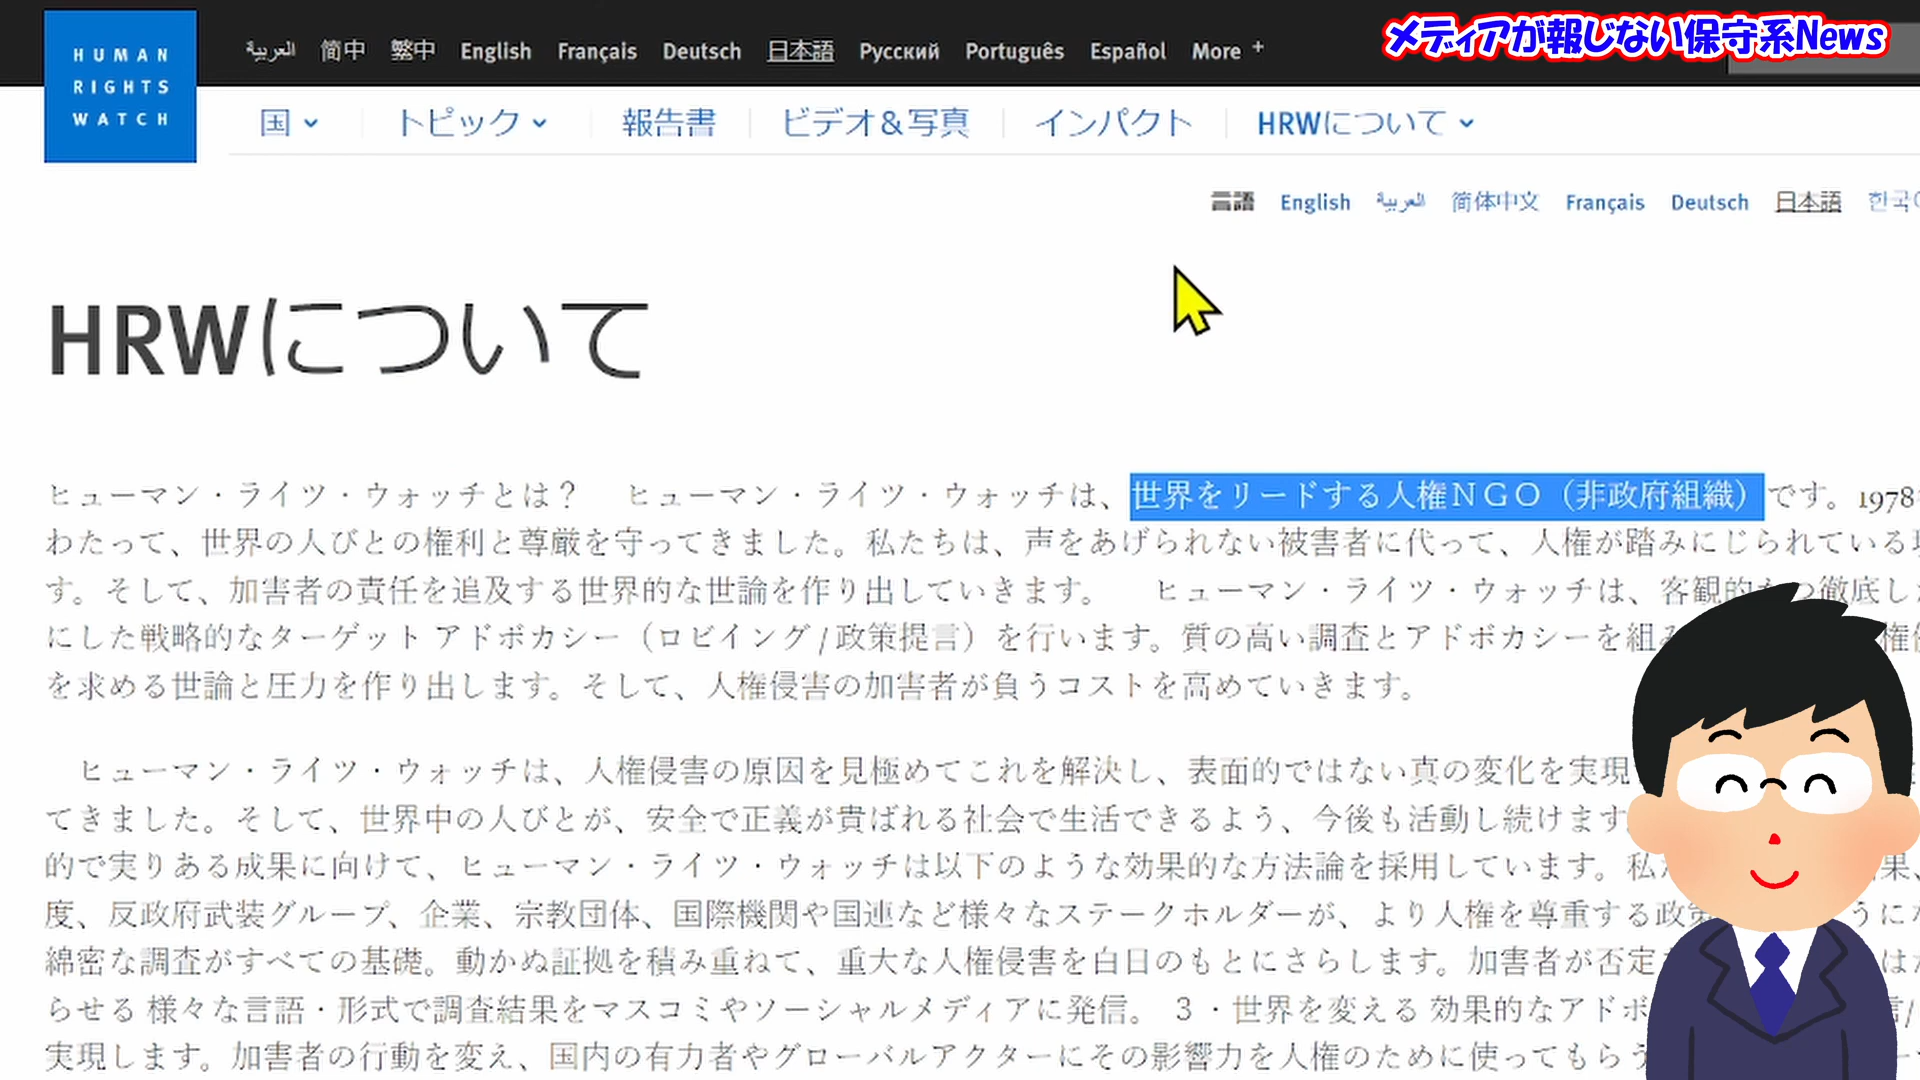 メディアが報じない保守系News
HUMAN
RIGHTS
WATCH
العربية 简中 繁中 English Français Deutsch 日本語 Русский Português Español More +
国 トピック 報告書 ビデオ＆写真 インパクト HRWについて
言語 English العربية 简体中文 Français Deutsch 日本語 한국어
HRWについて
ヒューマン・ライツ・ウォッチとは？ ヒューマン・ライツ・ウォッチは、世界をリードする人権ＮＧＯ（非政府組織）です。1978
わたって、世界の人びとの権利と尊厳を守ってきました。私たちは、声をあげられない被害者に代って、人権が踏みにじられている
す。そして、加害者の責任を追及する世界的な世論を作り出していきます。 ヒューマン・ライツ・ウォッチは、客観的かつ徹底し
にした戦略的なターゲット アドボカシー（ロビイング / 政策提言）を行います。質の高い調査とアドボカシーを組み 権
を求める世論と圧力を作り出します。そして、人権侵害の加害者が負うコストを高めていきます。
ヒューマン・ライツ・ウォッチは、人権侵害の原因を見極めてこれを解決し、表面的ではない真の変化を実現
てきました。そして、世界中の人びとが、安全で正義が貴ばれる社会で生活できるよう、今後も活動し続けます
的で実りある成果に向けて、ヒューマン・ライツ・ウォッチは以下のような効果的な方法論を採用しています。私 果、
度、反政府武装グループ、企業、宗教団体、国際機関や国連など様々なステークホルダーが、より人権を尊重する政策 うに
綿密な調査がすべての基礎。動かぬ証拠を積み重ねて、重大な人権侵害を白日のもとにさらします。加害者が否定 は
らせる 様々な言語・形式で調査結果をマスコミやソーシャルメディアに発信。 ３・世界を変える 効果的なアドボ 信/
実現します。加害者の行動を変え、国内の有力者やグローバルアクターにその影響力を人権のために使ってもらう